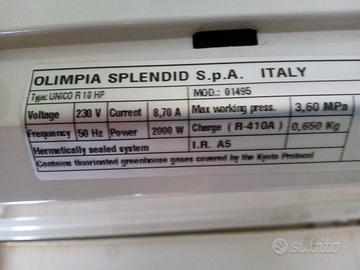 OLIMPIA SPLENDID S.p.A. ITALY
Type: UNICO R 10 HP MOD.: 01495
Voltage 230 V Current 8,70 A Max working press. 3,60 MPa
Frequency 50 Hz Power 2000 W Charge ( R-410A ) 0,650 Kg
Hermetically sealed system I.R. A5
Contains fluorinated greenhouse gases covered by the Kyoto Protocol
subito